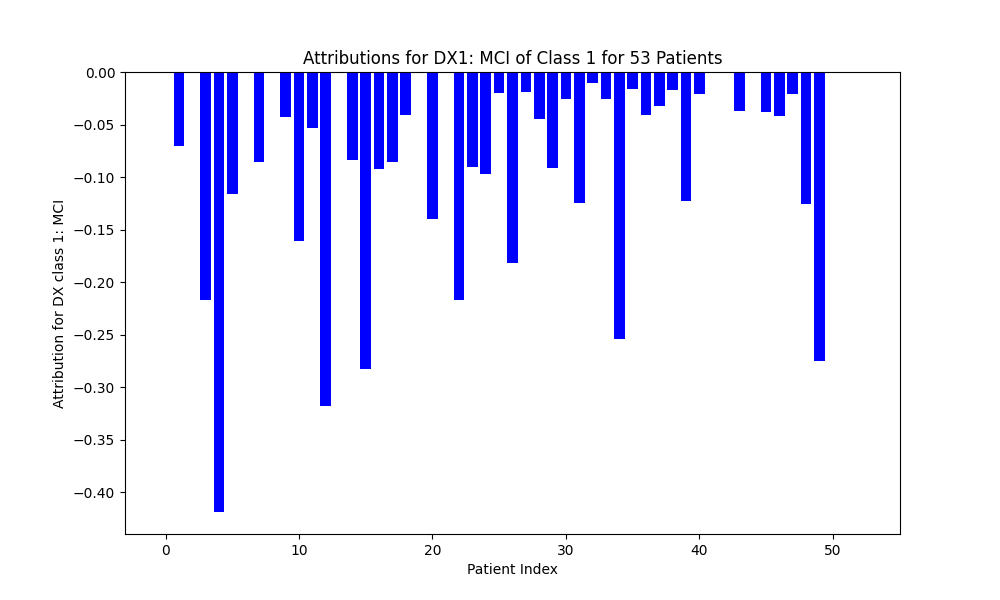 Attributions for DX1: MCI of Class 1 for 53 Patients
Attribution for DX class 1: MCI
0.00
−0.05
−0.10
−0.15
−0.20
−0.25
−0.30
−0.35
−0.40
0 10 20 30 40 50
Patient Index